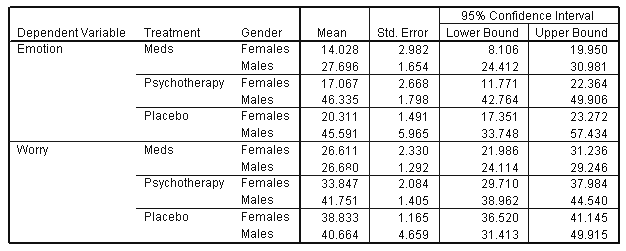 95% Confidence Interval
Dependent Variable Treatment Gender Mean Std. Error Lower Bound Upper Bound
Emotion Meds Females 14.028 2.982 8.106 19.950
Males 27.696 1.654 24.412 30.981
Psychotherapy Females 17.067 2.668 11.771 22.364
Males 46.335 1.798 42.764 49.906
Placebo Females 20.311 1.491 17.351 23.272
Males 45.591 5.965 33.748 57.434
Worry Meds Females 26.611 2.330 21.986 31.236
Males 26.680 1.292 24.114 29.246
Psychotherapy Females 33.847 2.084 29.710 37.984
Males 41.751 1.405 38.962 44.540
Placebo Females 38.833 1.165 36.520 41.145
Males 40.664 4.659 31.413 49.915